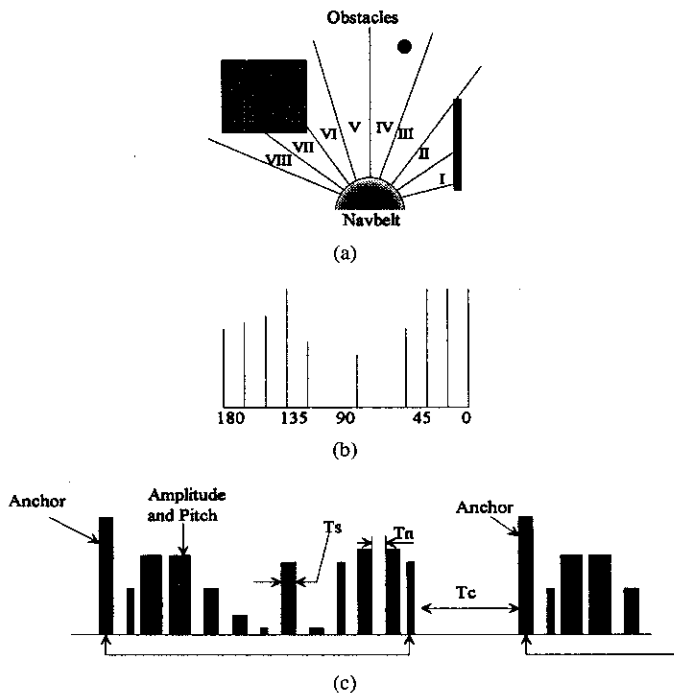 Obstacles
VIII
VII
VI
V
IV
III
II
I
Navbelt
(a)
180
135
90
45
0
(b)
Anchor
Amplitude
and Pitch
Ts
Tn
Tc
Anchor
(c)